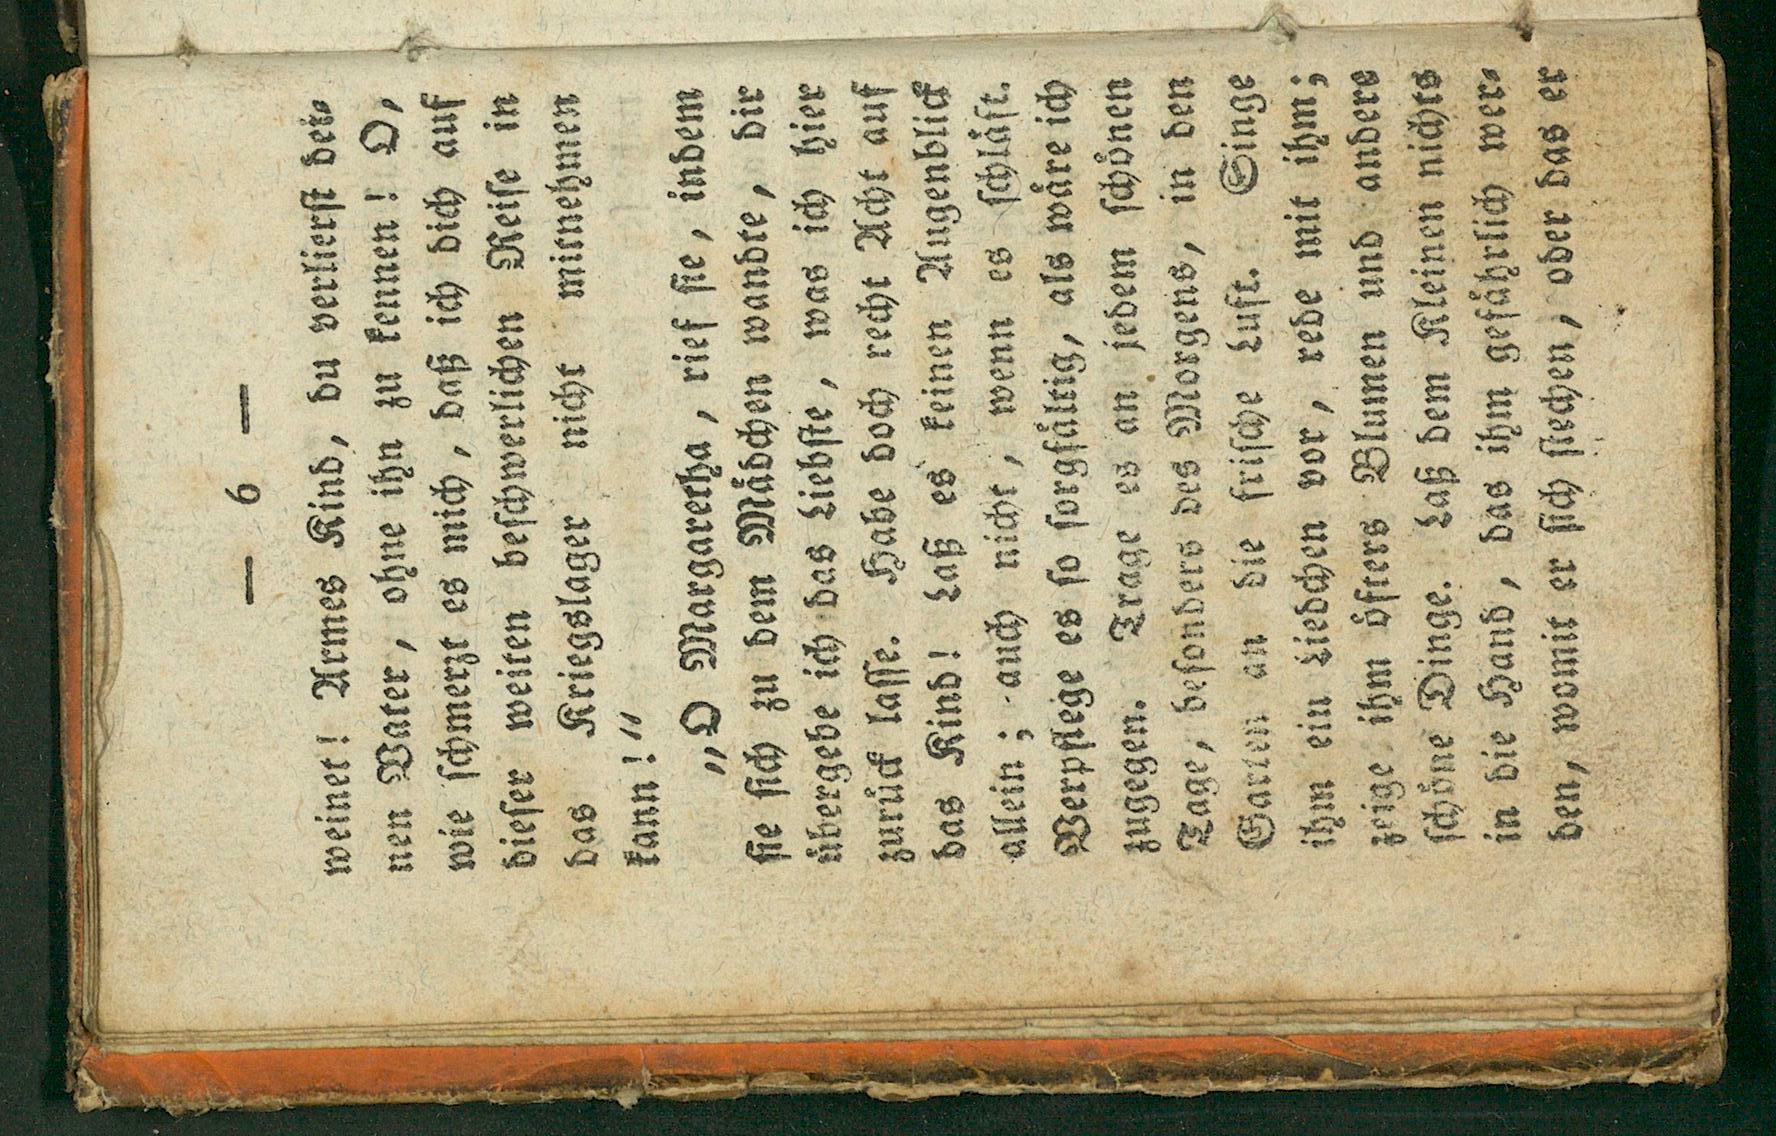 — 6 —
weinet! Armes Kind, du verlierst dei-
nen Vater, ohne ihn zu kennen! O,
wie schmerzt es mich, daß ich dich auf
dieser weiten beschwerlichen Reise in
das Kriegslager nicht mitnehmen
kann!„
„O Margaretha, rief sie, indem
sie sich zu dem Mädchen wandte, dir
übergebe ich das Liebste, was ich hier
zurück lasse. Habe doch recht Acht auf
das Kind! Laß es keinen Augenblick
allein; auch nicht, wenn es schläft.
Verpflege es so sorgfältig, als wäre ich
zugegen. Trage es an jedem schönen
Tage, besonders des Morgens, in den
Garten an die frische Luft. Singe
ihm ein Liedchen vor, rede mit ihm;
zeige ihm öfters Blumen und andere
schöne Dinge. Laß dem Kleinen nichts
in die Hand, das ihm gefährlich wer-
den, womit er sich stechen, oder das er